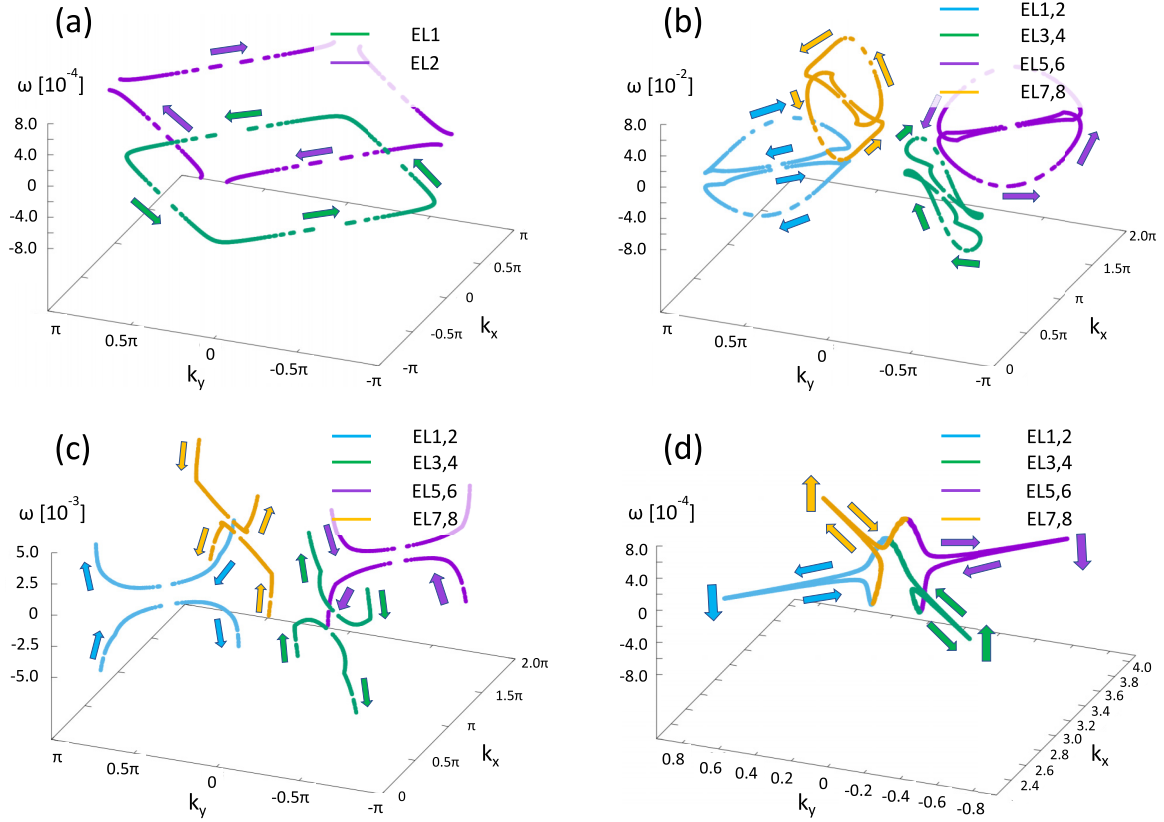 (a)
EL1
EL2
ω [10⁻⁴]
8.0
4.0
0
-4.0
-8.0
π
0.5π
0
-0.5π
-π
k_y
-π
-0.5π
0
0.5π
π
k_x
(b)
EL1,2
EL3,4
EL5,6
EL7,8
ω [10⁻²]
8.0
4.0
0
-4.0
-8.0
π
0.5π
0
-0.5π
-π
k_y
0
0.5π
π
1.5π
2.0π
k_x
(c)
EL1,2
EL3,4
EL5,6
EL7,8
ω [10⁻³]
5.0
2.5
0
-2.5
-5.0
π
0.5π
0
-0.5π
-π
k_y
0
0.5π
π
1.5π
2.0π
k_x
(d)
EL1,2
EL3,4
EL5,6
EL7,8
ω [10⁻⁴]
8.0
4.0
0
-4.0
-8.0
0.8
0.6
0.4
0.2
0
-0.2
-0.4
-0.6
-0.8
k_y
2.4
2.6
3.0
3.2
3.6
3.8
4.0
k_x